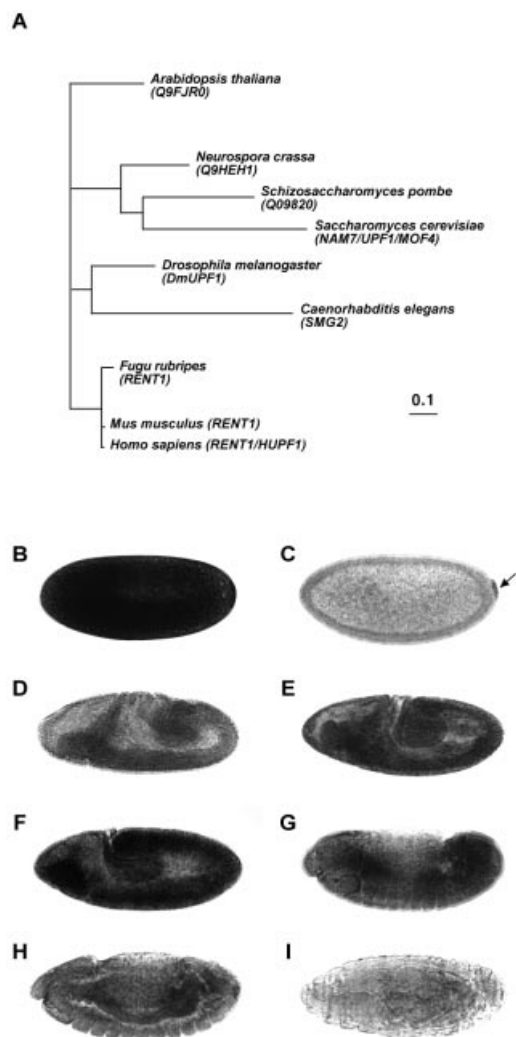 A
Arabidopsis thaliana
(Q9FJR0)
Neurospora crassa
(Q9HEH1)
Schizosaccharomyces pombe
(Q09820)
Saccharomyces cerevisiae
(NAM7/UPF1/MOF4)
Drosophila melanogaster
(DmUPF1)
Caenorhabditis elegans
(SMG2)
Fugu rubripes
(RENT1)
0.1
Mus musculus (RENT1)
Homo sapiens (RENT1/HUPF1)
B
C
D
E
F
G
H
I